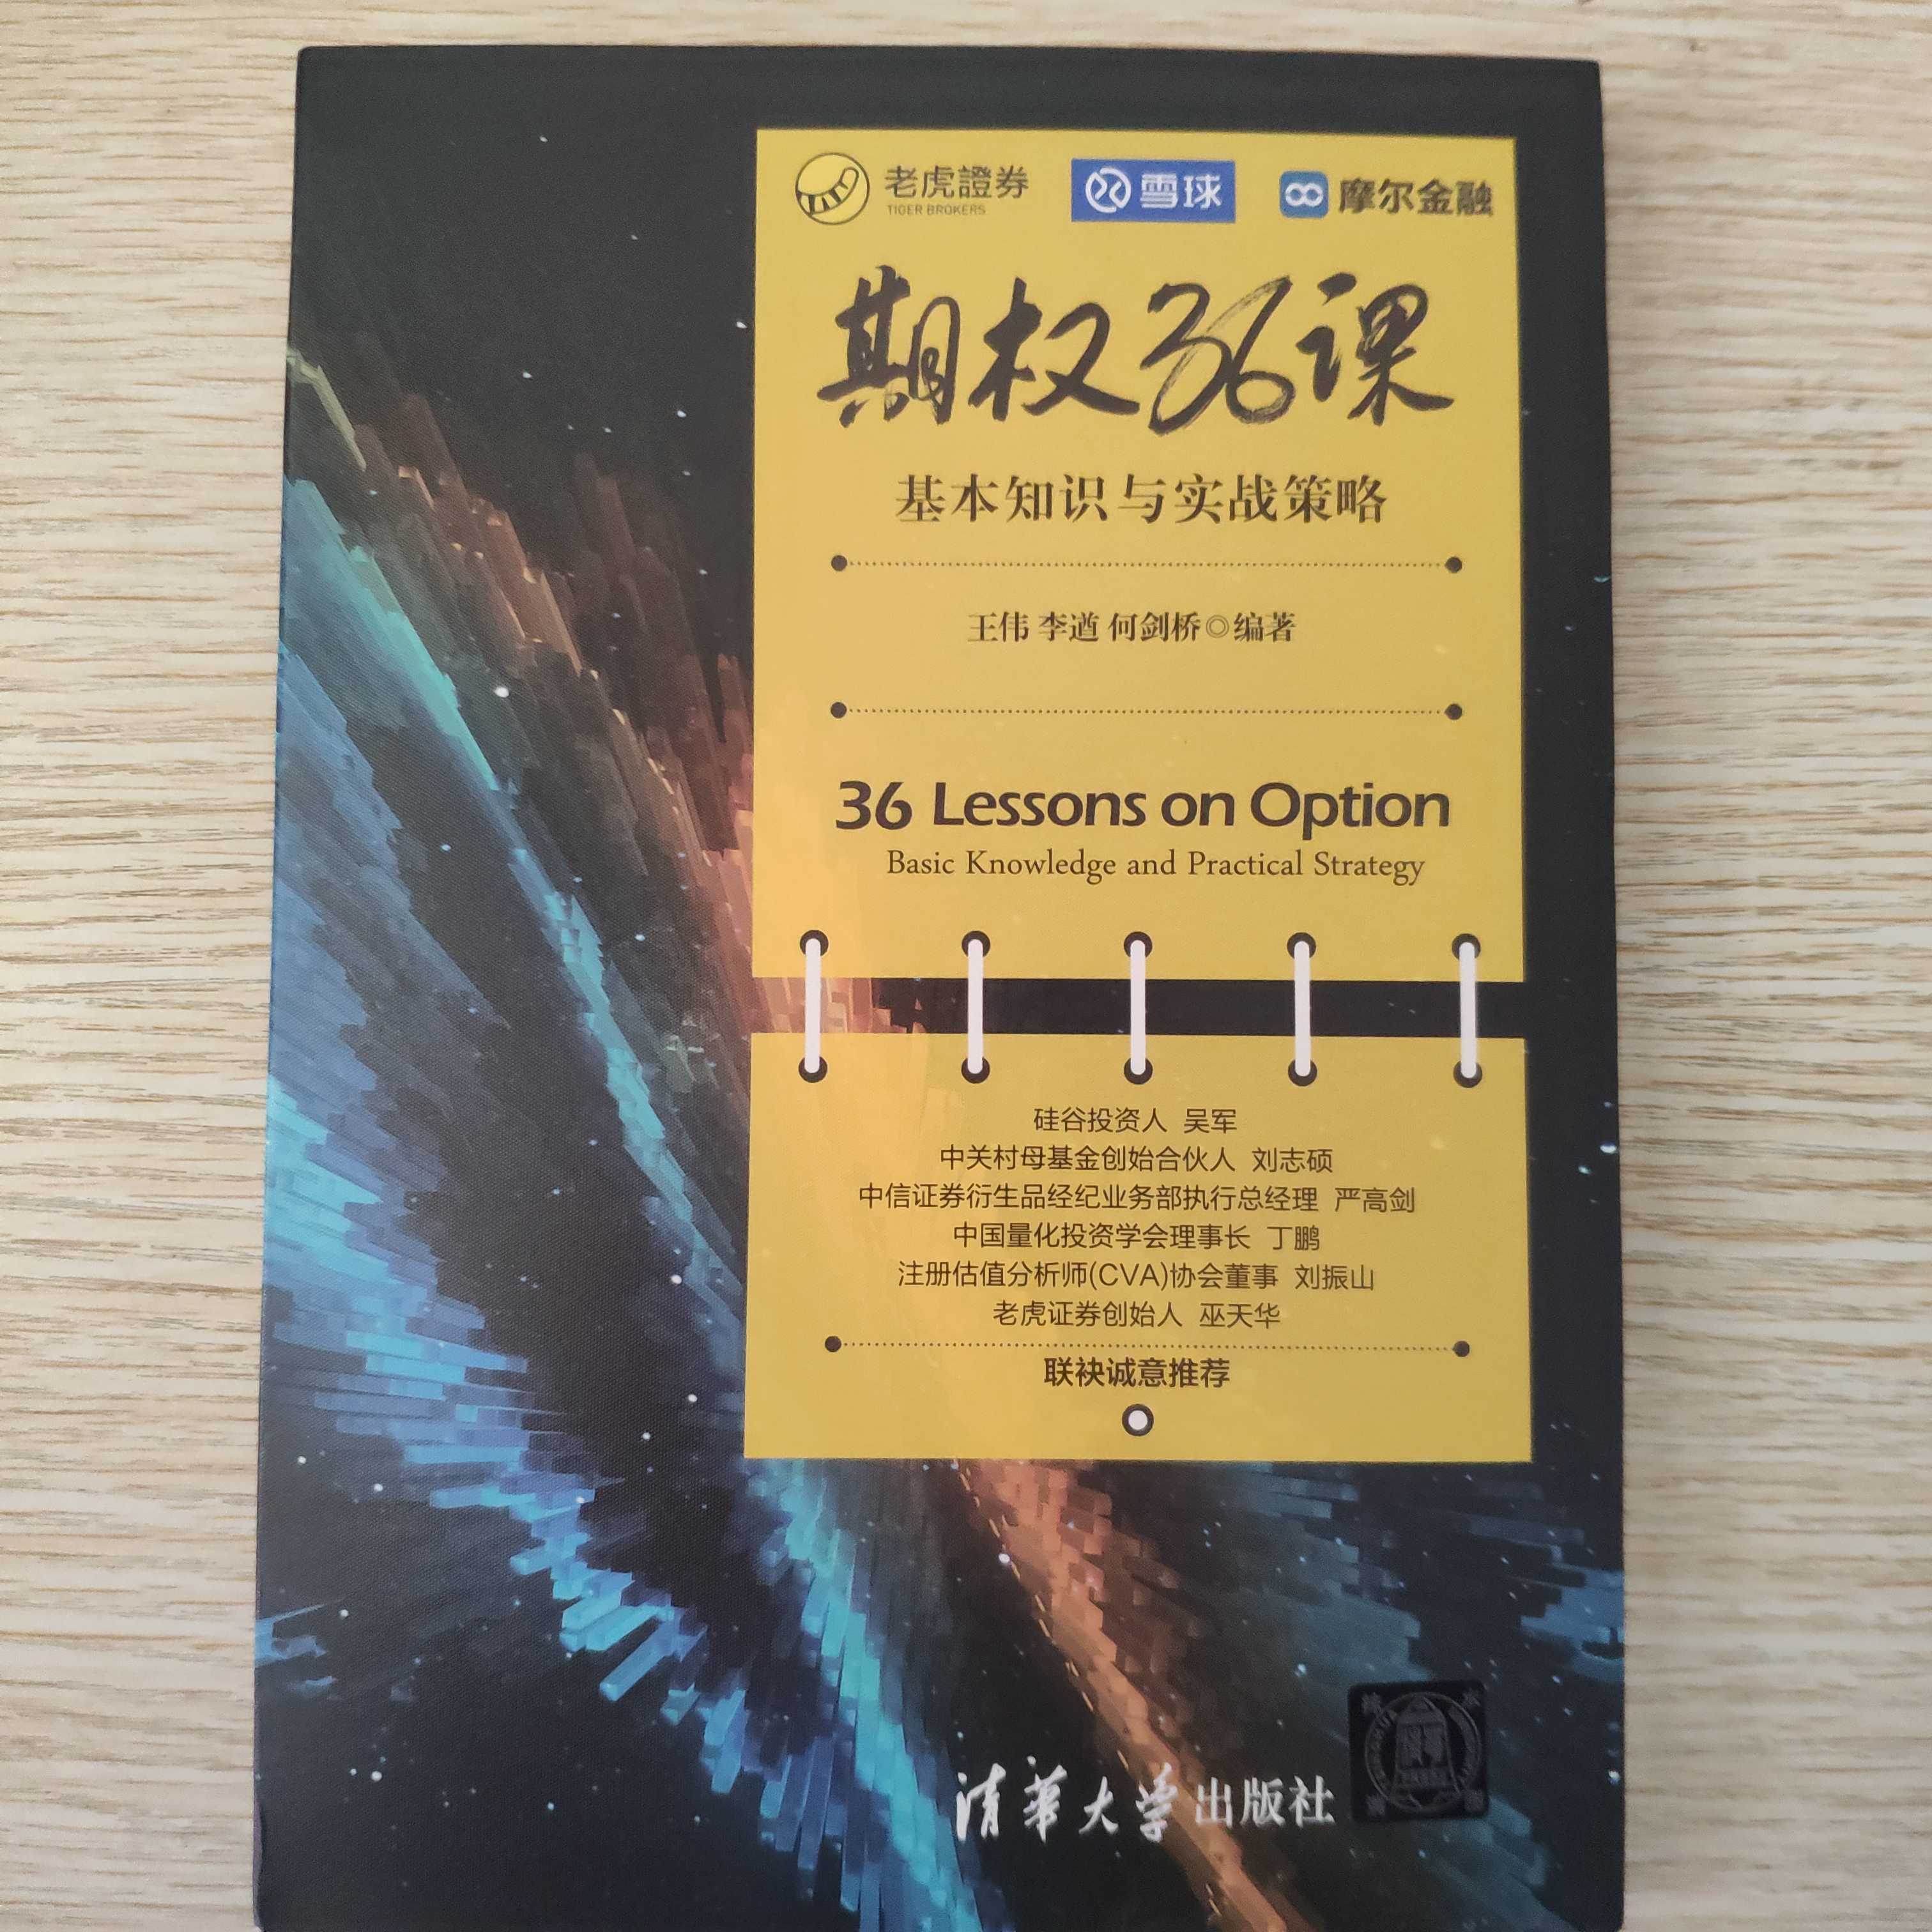 老虎證券 雪球 摩尔金融
TIGER BROKERS
期权36课
基本知识与实战策略
王伟 李遒 何剑桥◎编著
36 Lessons on Option
Basic Knowledge and Practical Strategy
硅谷投资人 吴军
中关村母基金创始合伙人 刘志硕
中信证券衍生品经纪业务部执行总经理 严高剑
中国量化投资学会理事长 丁鹏
注册估值分析师(CVA)协会董事 刘振山
老虎证券创始人 巫天华
联袂诚意推荐
清華大学出版社